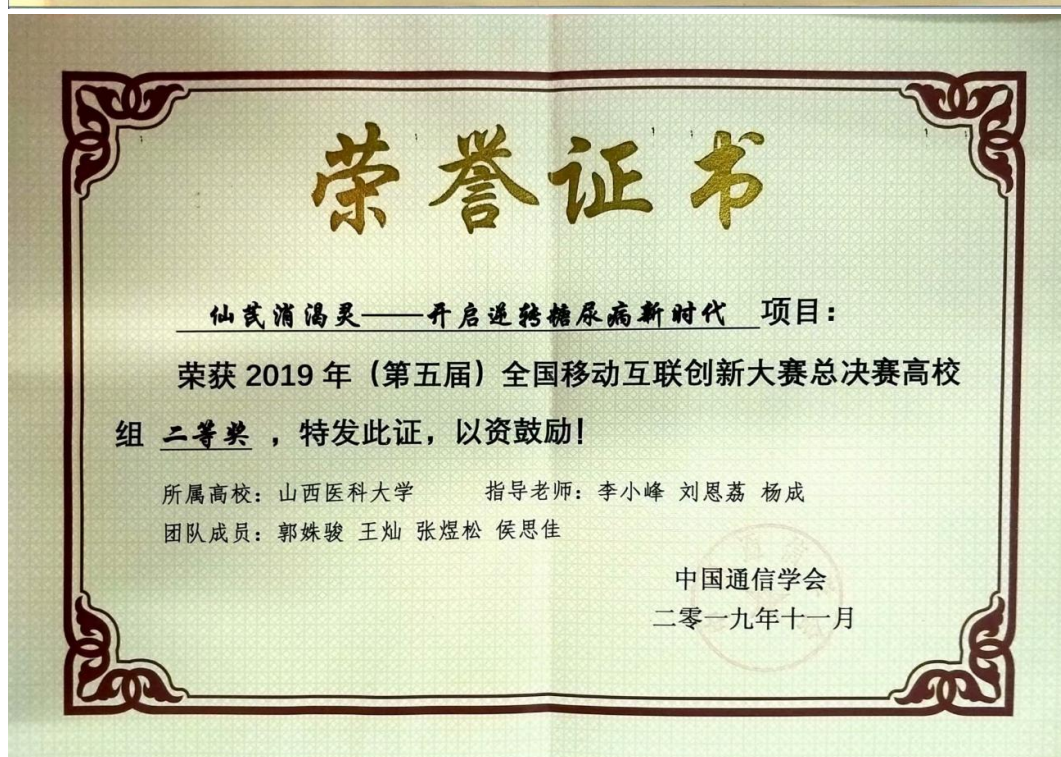 荣誉证书
仙芪消渴灵——开启逆转糖尿病新时代 项目：
荣获 2019 年（第五届）全国移动互联创新大赛总决赛高校
组 二等奖 ，特发此证，以资鼓励！
所属高校：山西医科大学 指导老师：李小峰 刘恩荔 杨成
团队成员：郭姝骏 王灿 张煜松 侯思佳
中国通信学会
二零一九年十一月